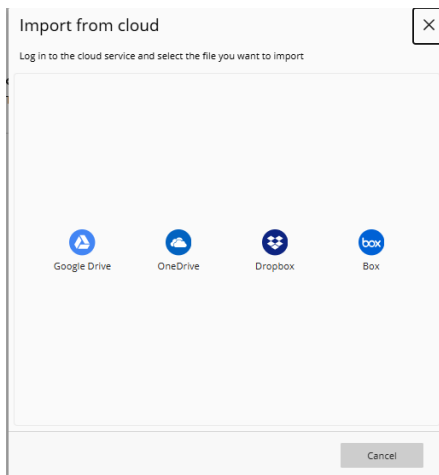 Import from cloud
Log in to the cloud service and select the file you want to import
box
Google Drive
OneDrive
Dropbox
Box
Cancel